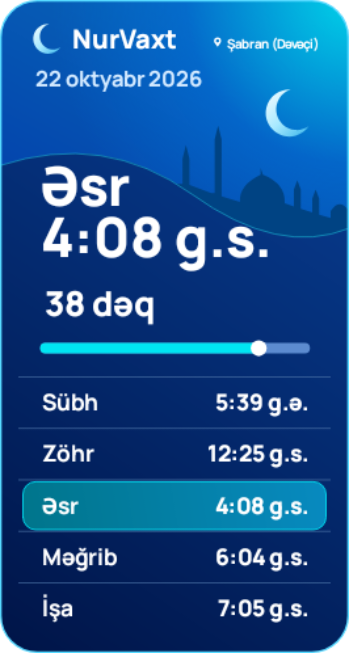 NurVaxt
Şabran (Dəvəçi)
22 oktyabr 2026
Əsr
4:08 g.s.
38 dəq
Sübh 5:39 g.ə.
Zöhr 12:25 g.s.
Əsr 4:08 g.s.
Məğrib 6:04 g.s.
İşa 7:05 g.s.